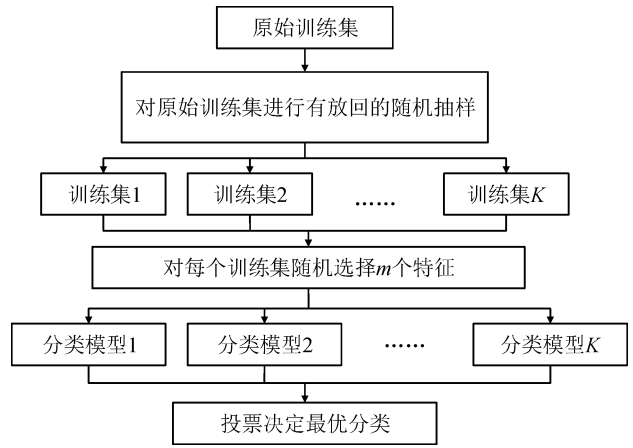 原始训练集
对原始训练集进行有放回的随机抽样
训练集1 训练集2 …… 训练集K
对每个训练集随机选择m个特征
分类模型1 分类模型2 …… 分类模型K
投票决定最优分类